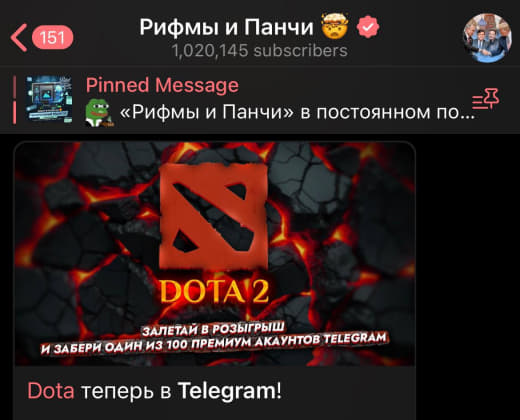 151
Рифмы и Панчи 🤯
1,020,145 subscribers
Pinned Message
«Рифмы и Панчи» в постоянном по...
DOTA 2
ЗАЛЕТАЙ В РОЗЫГРЫШ
И ЗАБЕРИ ОДИН ИЗ 100 ПРЕМИУМ АКАУНТОВ TELEGRAM
Dota теперь в Telegram!